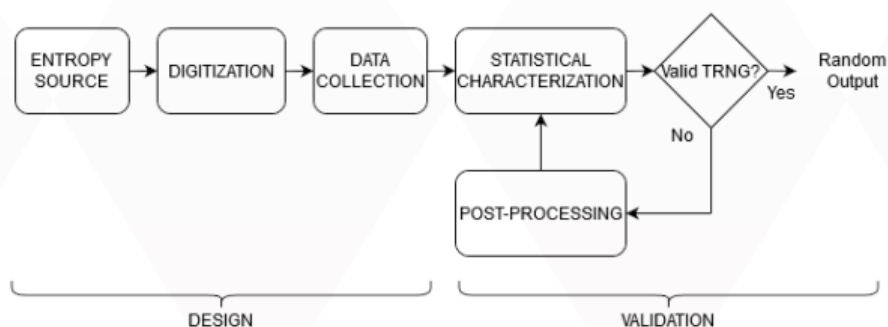 ENTROPY
SOURCE
DIGITIZATION
DATA
COLLECTION
STATISTICAL
CHARACTERIZATION
Valid TRNG?
Yes
Random
Output
No
POST-PROCESSING
DESIGN
VALIDATION